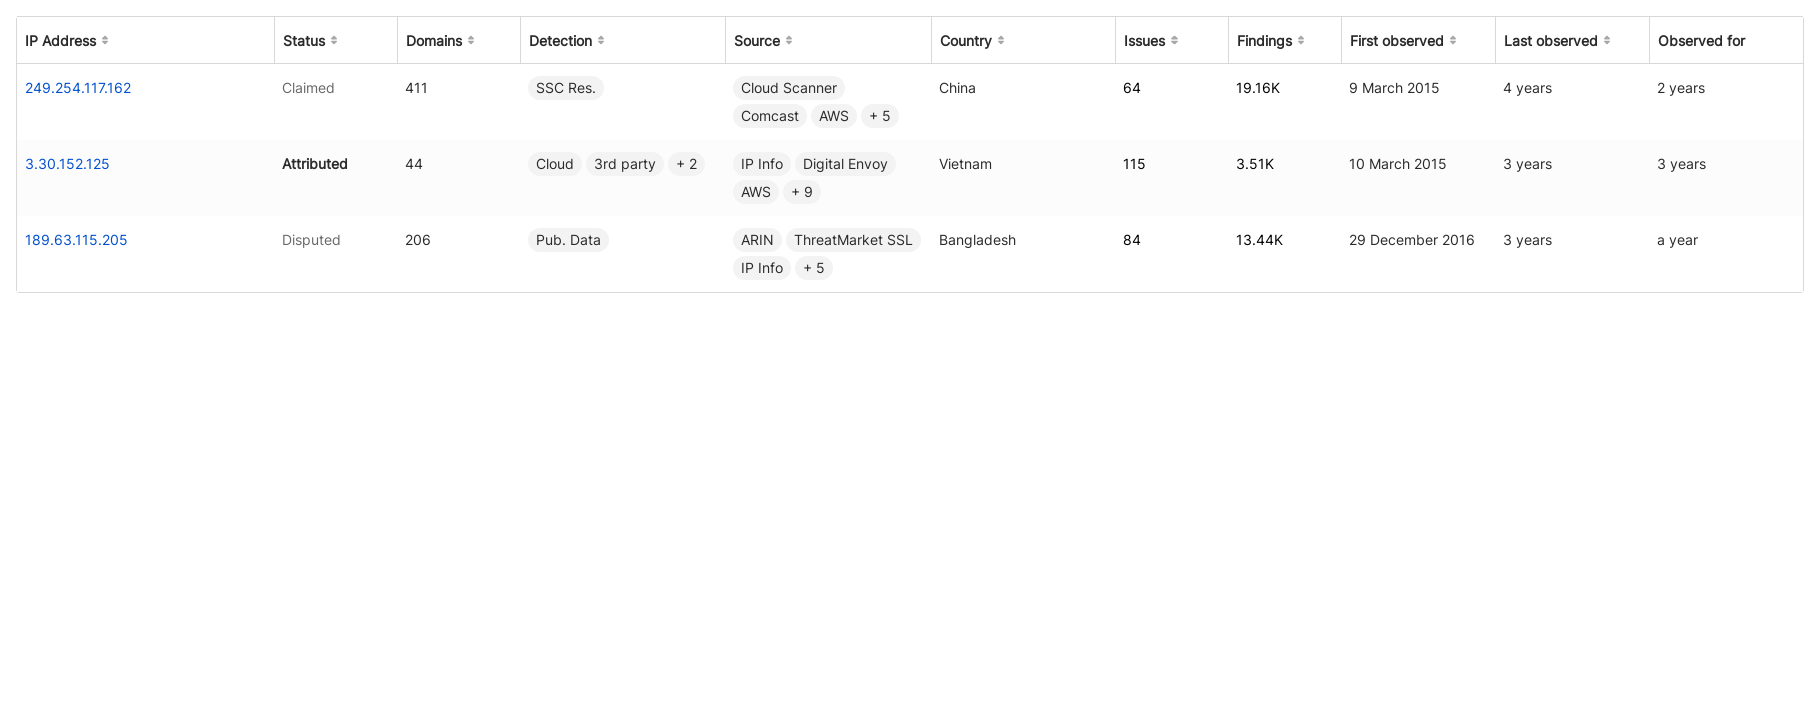 IP Address Status Domains Detection Source Country Issues Findings First observed Last observed Observed for
249.254.117.162 Claimed 411 SSC Res. Cloud Scanner China 64 19.16K 9 March 2015 4 years 2 years
Comcast AWS + 5
3.30.152.125 Attributed 44 Cloud 3rd party + 2 IP Info Digital Envoy Vietnam 115 3.51K 10 March 2015 3 years 3 years
AWS + 9
189.63.115.205 Disputed 206 Pub. Data ARIN ThreatMarket SSL Bangladesh 84 13.44K 29 December 2016 3 years a year
IP Info + 5